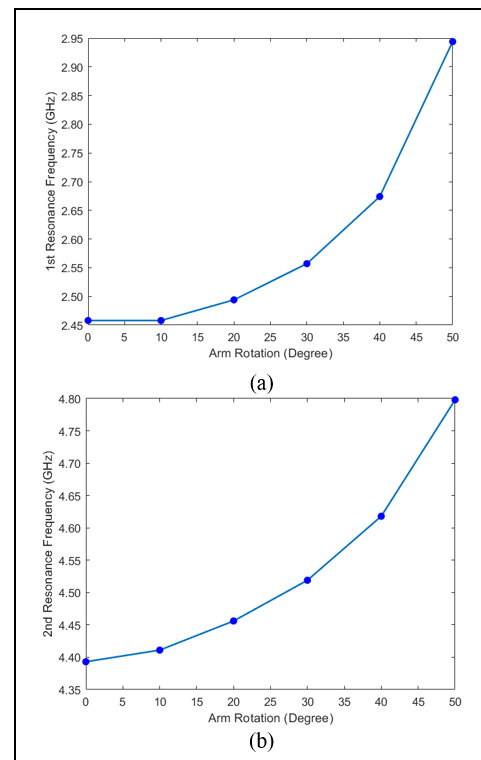 2.95
2.90
2.85
2.80
2.75
2.70
2.65
2.60
2.55
2.50
2.45
1st Resonance Frequency (GHz)
0 5 10 15 20 25 30 35 40 45 50
Arm Rotation (Degree)
(a)
4.80
4.75
4.70
4.65
4.60
4.55
4.50
4.45
4.40
4.35
2nd Resonance Frequency (GHz)
0 5 10 15 20 25 30 35 40 45 50
Arm Rotation (Degree)
(b)